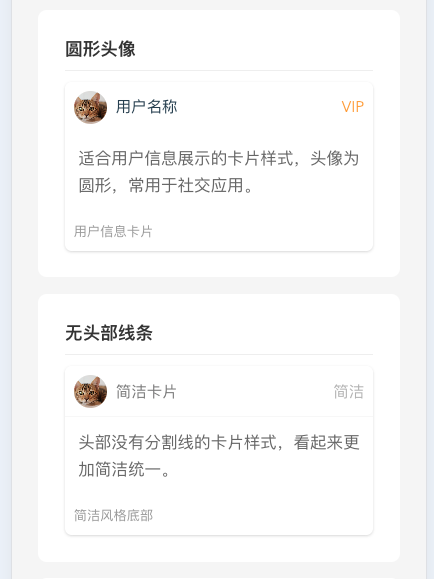 圆形头像
用户名称
VIP
适合用户信息展示的卡片样式，头像为
圆形，常用于社交应用。
用户信息卡片
无头部线条
简洁卡片
简洁
头部没有分割线的卡片样式，看起来更
加简洁统一。
简洁风格底部